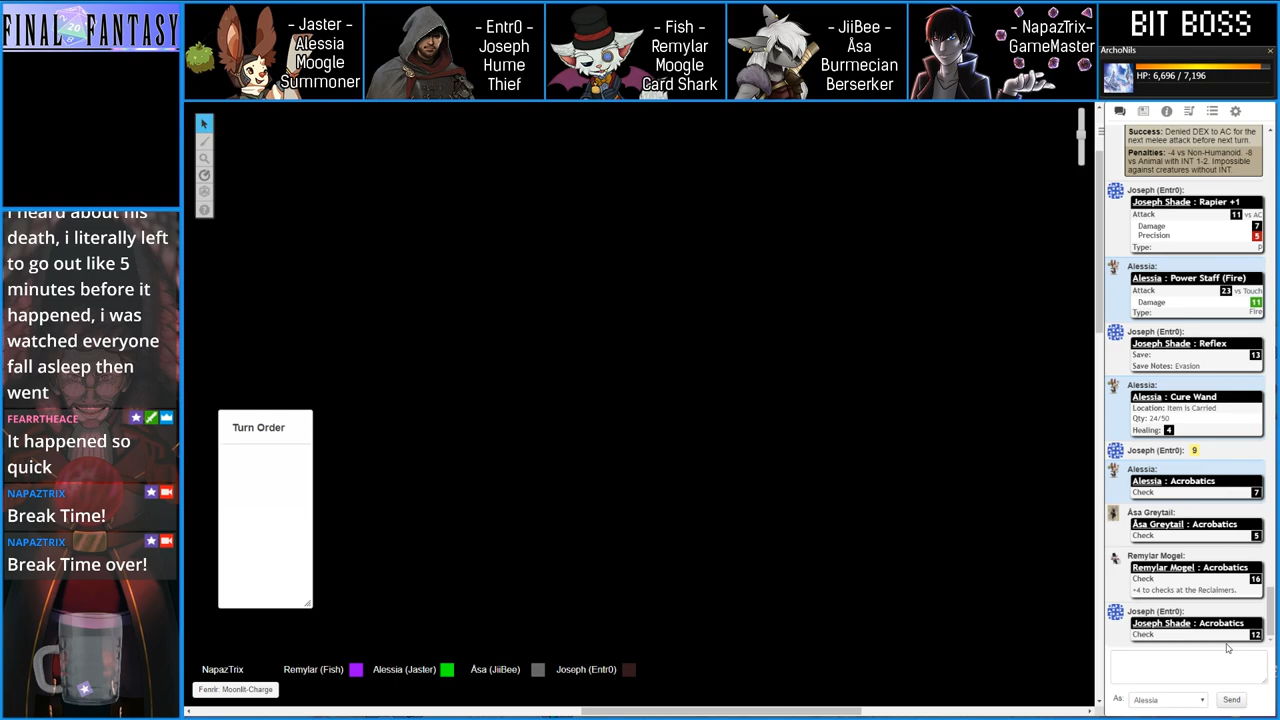 FINAL FANTASY
20
- Jaster -
Alessia
Moogle
Summoner
- Entr0 -
Joseph
Hume
Thief
- Fish -
Remylar
Moogle
Card Shark
- JiiBee -
Åsa
Burmecian
Berserker
- NapazTrix-
GameMaster
BIT BOSS
ArchoNils
HP: 6,696 / 7,196
I heard about his
death, i literally left
to go out like 5
minutes before it
happened, i was
watched everyone
fall asleep then
went
FEARRTHEACE
It happened so
quick
NAPAZTRIX
Break Time!
NAPAZTRIX
Break Time over!
Turn Order
NapazTrix
Remylar (Fish)
Alessia (Jaster)
Åsa (JiiBee)
Joseph (Entr0)
Fenrir: Moonlit-Charge
Success: Denied DEX to AC for the
next melee attack before next turn.
Penalties: -4 vs Non-Humanoid. -8
vs Animal with INT 1-2. Impossible
against creatures without INT.
Joseph (Entr0):
Joseph Shade : Rapier +1
Attack 11 vs AC
Damage 7
Precision 5
Type: P
Alessia:
Alessia : Power Staff (Fire)
Attack 23 vs Touch
Damage 11
Type: Fire
Joseph (Entr0):
Joseph Shade : Reflex
Save: 13
Save Notes: Evasion
Alessia:
Alessia : Cure Wand
Location: Item is Carried
Qty: 24/50
Healing: 4
Joseph (Entr0): 9
Alessia:
Alessia : Acrobatics
Check 7
Åsa Greytail:
Åsa Greytail : Acrobatics
Check 5
Remylar Mogel:
Remylar Mogel : Acrobatics
Check 16
+4 to checks at the Reclaimers.
Joseph (Entr0):
Joseph Shade : Acrobatics
Check 12
As: Alessia
Send